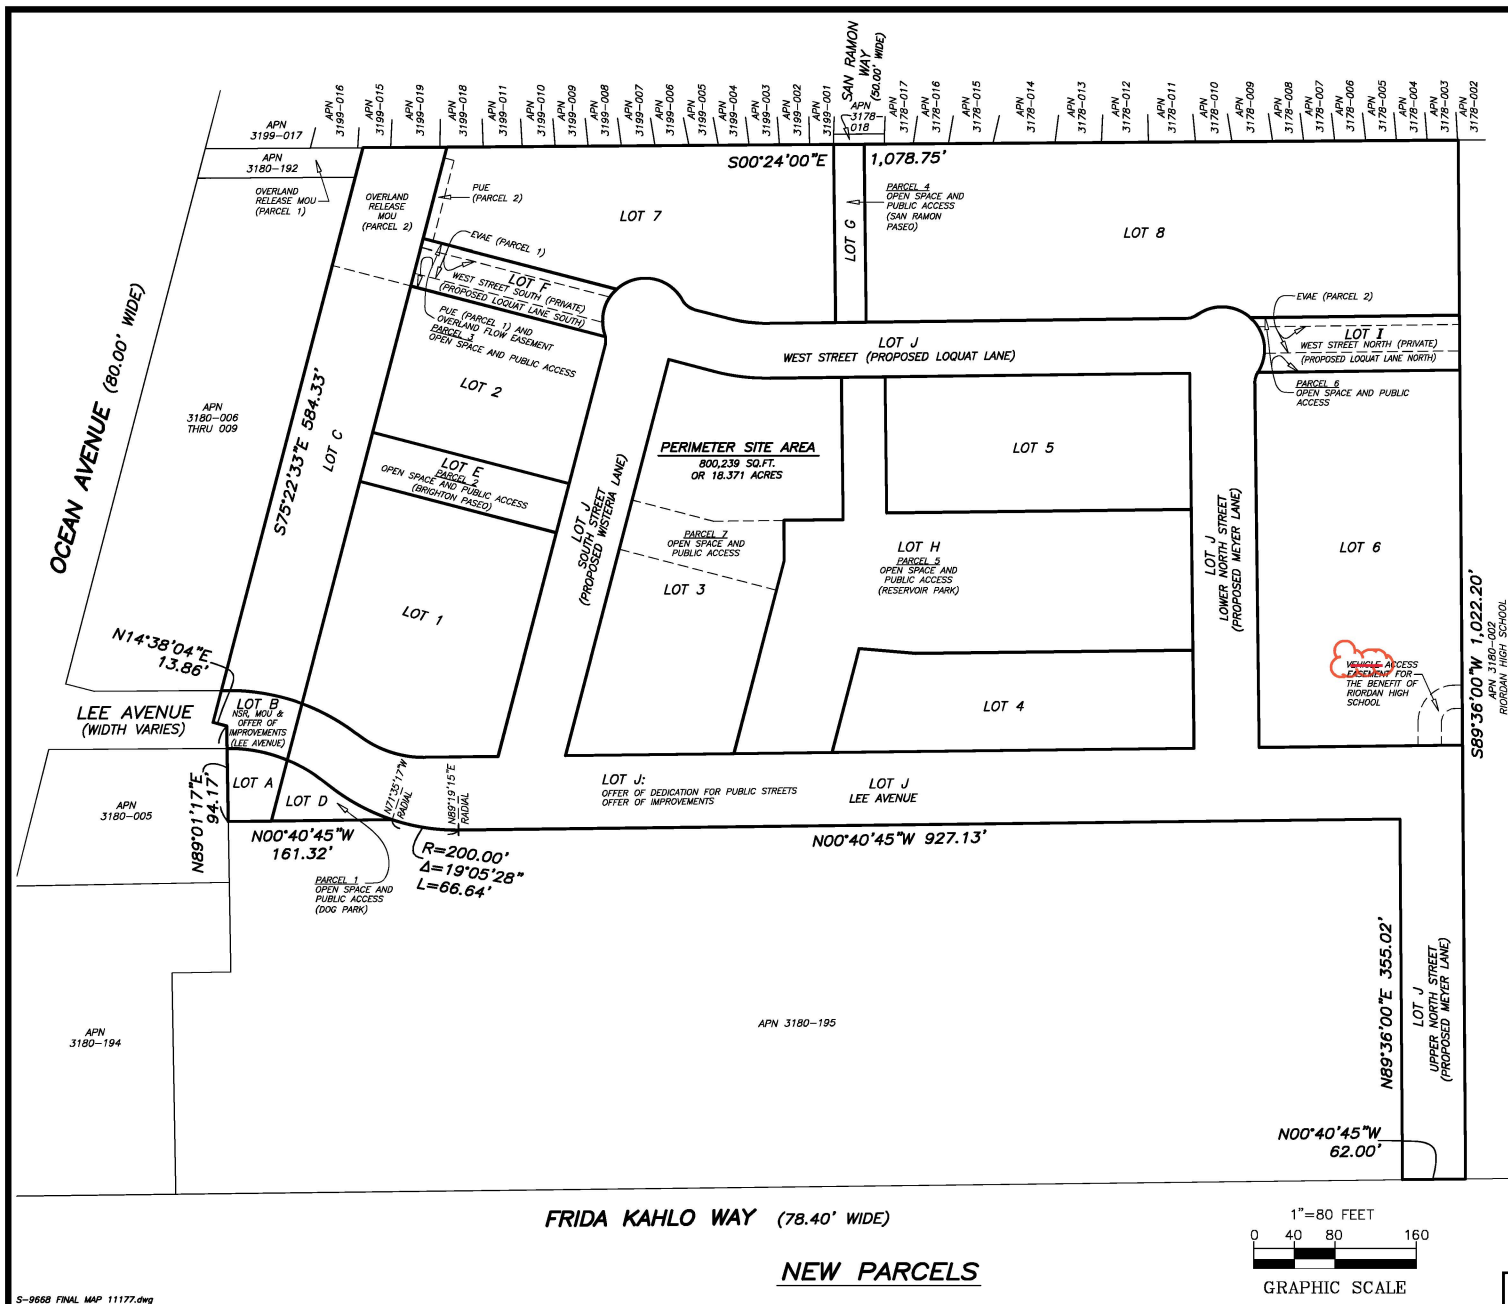 SAN RAMON
WAY
(50.00' WIDE)
APN
3199-017
APN
3199-016
APN
3199-015
APN
3199-019
APN
3199-018
APN
3199-011
APN
3199-010
APN
3199-009
APN
3199-008
APN
3199-007
APN
3199-006
APN
3199-005
APN
3199-004
APN
3199-003
APN
3199-002
APN
3199-001
APN
3178-
018
APN
3178-017
APN
3178-016
APN
3178-015
APN
3178-014
APN
3178-013
APN
3178-012
APN
3178-011
APN
3178-010
APN
3178-009
APN
3178-008
APN
3178-007
APN
3178-006
APN
3178-005
APN
3178-004
APN
3178-003
APN
3178-002
APN
3180-192
OVERLAND
RELEASE MOU
(PARCEL 1)
OVERLAND
RELEASE
MOU
(PARCEL 2)
PUE
(PARCEL 2)
S00°24'00"E
1,078.75'
LOT 7
PARCEL 4
OPEN SPACE AND
PUBLIC ACCESS
(SAN RAMON
PASEO)
LOT G
LOT 8
EVAE (PARCEL 1)
LOT F
WEST STREET SOUTH (PRIVATE)
(PROPOSED LOQUAT LANE SOUTH)
PUE (PARCEL 1) AND
OVERLAND FLOW EASEMENT
PARCEL 3
OPEN SPACE AND PUBLIC ACCESS
EVAE (PARCEL 2)
LOT I
WEST STREET NORTH (PRIVATE)
(PROPOSED LOQUAT LANE NORTH)
LOT J
WEST STREET (PROPOSED LOQUAT LANE)
PARCEL 6
OPEN SPACE AND PUBLIC
ACCESS
OCEAN AVENUE (80.00' WIDE)
APN
3180-006
THRU 009
S75°22'33"E 584.33'
LOT C
LOT 2
LOT E
PARCEL 2
OPEN SPACE AND PUBLIC ACCESS
(BRIGHTON PASEO)
PERIMETER SITE AREA
800,239 SQ.FT.
OR 18.371 ACRES
LOT 5
LOT J
SOUTH STREET
(PROPOSED WISTERIA LANE)
PARCEL 7
OPEN SPACE AND
PUBLIC ACCESS
LOT 3
LOT H
PARCEL 5
OPEN SPACE AND
PUBLIC ACCESS
(RESERVOIR PARK)
LOT J
LOWER NORTH STREET
(PROPOSED MEYER LANE)
LOT 6
LOT 1
LOT 4
VEHICLE ACCESS
EASEMENT FOR
THE BENEFIT OF
RIORDAN HIGH
SCHOOL
S89°36'00"W 1,022.20'
APN 3180-002
RIORDAN HIGH SCHOOL
N14°38'04"E
13.86'
LEE AVENUE
(WIDTH VARIES)
LOT B
NSR, MOU &
OFFER OF
IMPROVEMENTS
(LEE AVENUE)
LOT A
LOT D
N71°35'17"W
RADIAL
N89°19'15"E
RADIAL
LOT J:
OFFER OF DEDICATION FOR PUBLIC STREETS
OFFER OF IMPROVEMENTS
LOT J
LEE AVENUE
APN
3180-005
N89°01'17"E
94.17'
N00°40'45"W
161.32'
R=200.00'
Δ=19°05'28"
L=66.64'
N00°40'45"W 927.13'
PARCEL 1
OPEN SPACE AND
PUBLIC ACCESS
(DOG PARK)
N89°36'00"E 355.02'
LOT J
UPPER NORTH STREET
(PROPOSED MEYER LANE)
APN
3180-194
APN 3180-195
N00°40'45"W
62.00'
FRIDA KAHLO WAY (78.40' WIDE)
NEW PARCELS
1"=80 FEET
0 40 80 160
GRAPHIC SCALE
S-9668 FINAL MAP 11177.dwg